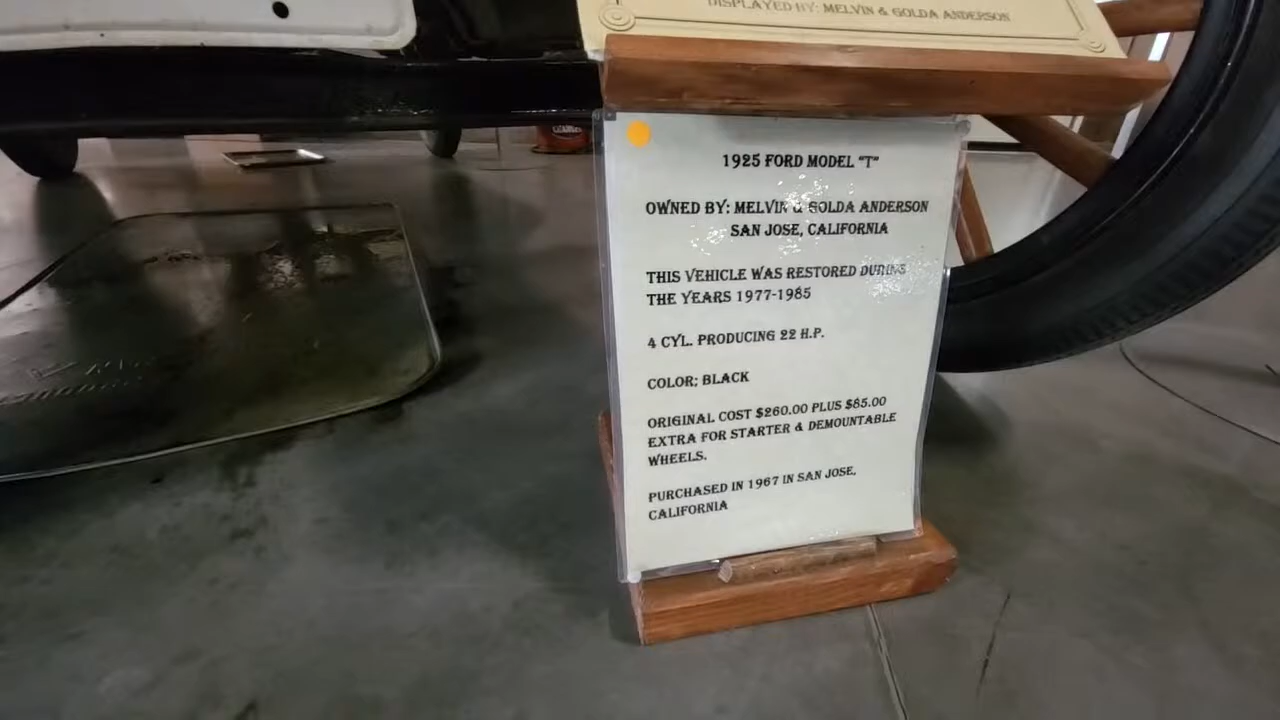 DISPLAYED BY: MELVIN & GOLDA ANDERSON
1925 FORD MODEL "T"
OWNED BY: MELVIN & GOLDA ANDERSON
SAN JOSE, CALIFORNIA
THIS VEHICLE WAS RESTORED DURING
THE YEARS 1977-1985
4 CYL. PRODUCING 22 H.P.
COLOR; BLACK
ORIGINAL COST $260.00 PLUS $85.00
EXTRA FOR STARTER & DEMOUNTABLE
WHEELS.
PURCHASED IN 1967 IN SAN JOSE,
CALIFORNIA